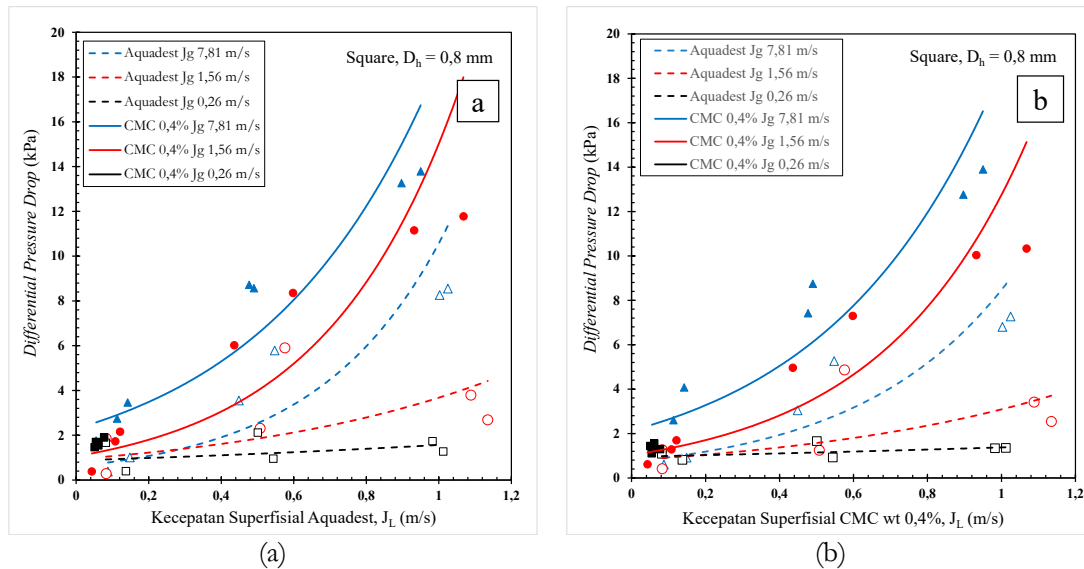 20
18
16
14
12
10
8
6
4
2
0
Differential Pressure Drop (kPa)
Aquadest Jg 7,81 m/s
Aquadest Jg 1,56 m/s
Aquadest Jg 0,26 m/s
CMC 0,4% Jg 7,81 m/s
CMC 0,4% Jg 1,56 m/s
CMC 0,4% Jg 0,26 m/s
Square, Dh = 0,8 mm
a
0 0,2 0,4 0,6 0,8 1 1,2
Kecepatan Superfisial Aquadest, JL (m/s)
(a)
20
18
16
14
12
10
8
6
4
2
0
Differential Pressure Drop (kPa)
Aquadest Jg 7,81 m/s
Aquadest Jg 1,56 m/s
Aquadest Jg 0,26 m/s
CMC 0,4% Jg 7,81 m/s
CMC 0,4% Jg 1,56 m/s
CMC 0,4% Jg 0,26 m/s
Square, Dh = 0,8 mm
b
0 0,2 0,4 0,6 0,8 1 1,2
Kecepatan Superfisial CMC wt 0,4%, JL (m/s)
(b)